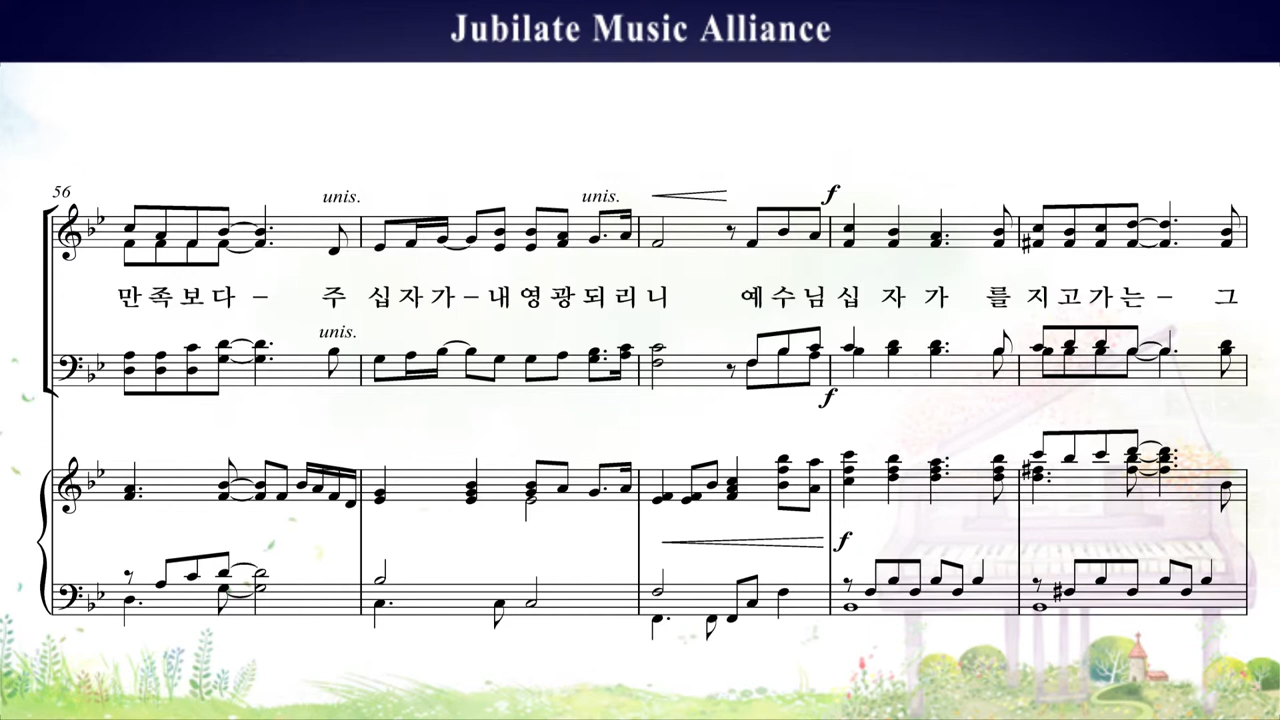 Jubilate Music Alliance
56
unis. unis. f
만족보다– 주 십자가–내영광되리니 예수님십 자 가 를 지고가는– 그
unis.
f
f